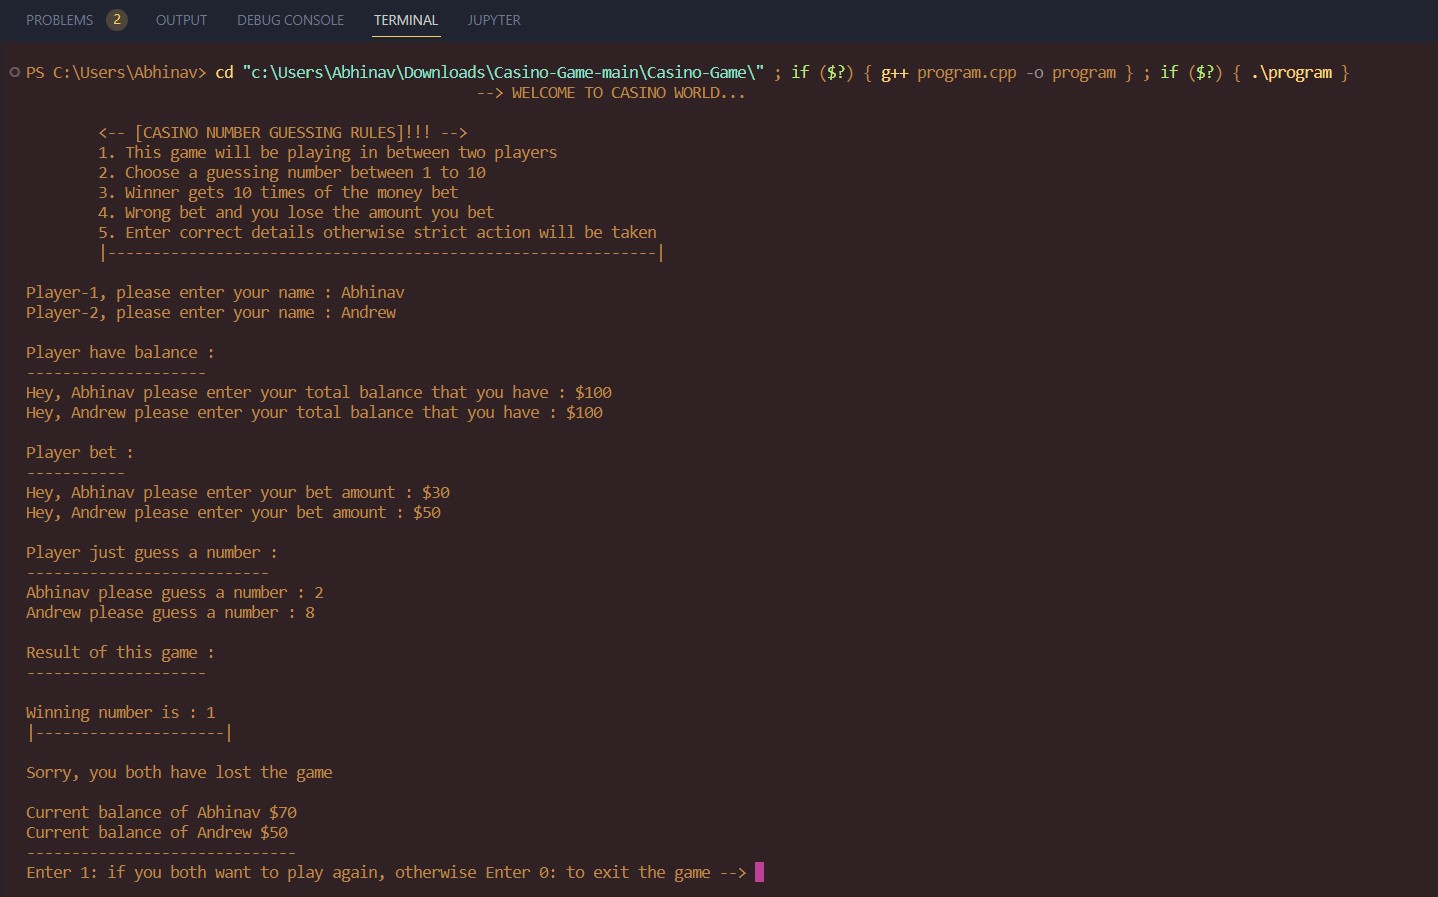 PROBLEMS 2 OUTPUT DEBUG CONSOLE TERMINAL JUPYTER
PS C:\Users\Abhinav> cd "c:\Users\Abhinav\Downloads\Casino-Game-main\Casino-Game\" ; if ($?) { g++ program.cpp -o program } ; if ($?) { .\program }
--> WELCOME TO CASINO WORLD...
<-- [CASINO NUMBER GUESSING RULES]!!! -->
1. This game will be playing in between two players
2. Choose a guessing number between 1 to 10
3. Winner gets 10 times of the money bet
4. Wrong bet and you lose the amount you bet
5. Enter correct details otherwise strict action will be taken
|-------------------------------------------------------------|
Player-1, please enter your name : Abhinav
Player-2, please enter your name : Andrew
Player have balance :
--------------------
Hey, Abhinav please enter your total balance that you have : $100
Hey, Andrew please enter your total balance that you have : $100
Player bet :
-----------
Hey, Abhinav please enter your bet amount : $30
Hey, Andrew please enter your bet amount : $50
Player just guess a number :
---------------------------
Abhinav please guess a number : 2
Andrew please guess a number : 8
Result of this game :
--------------------
Winning number is : 1
|---------------------|
Sorry, you both have lost the game
Current balance of Abhinav $70
Current balance of Andrew $50
------------------------------
Enter 1: if you both want to play again, otherwise Enter 0: to exit the game -->